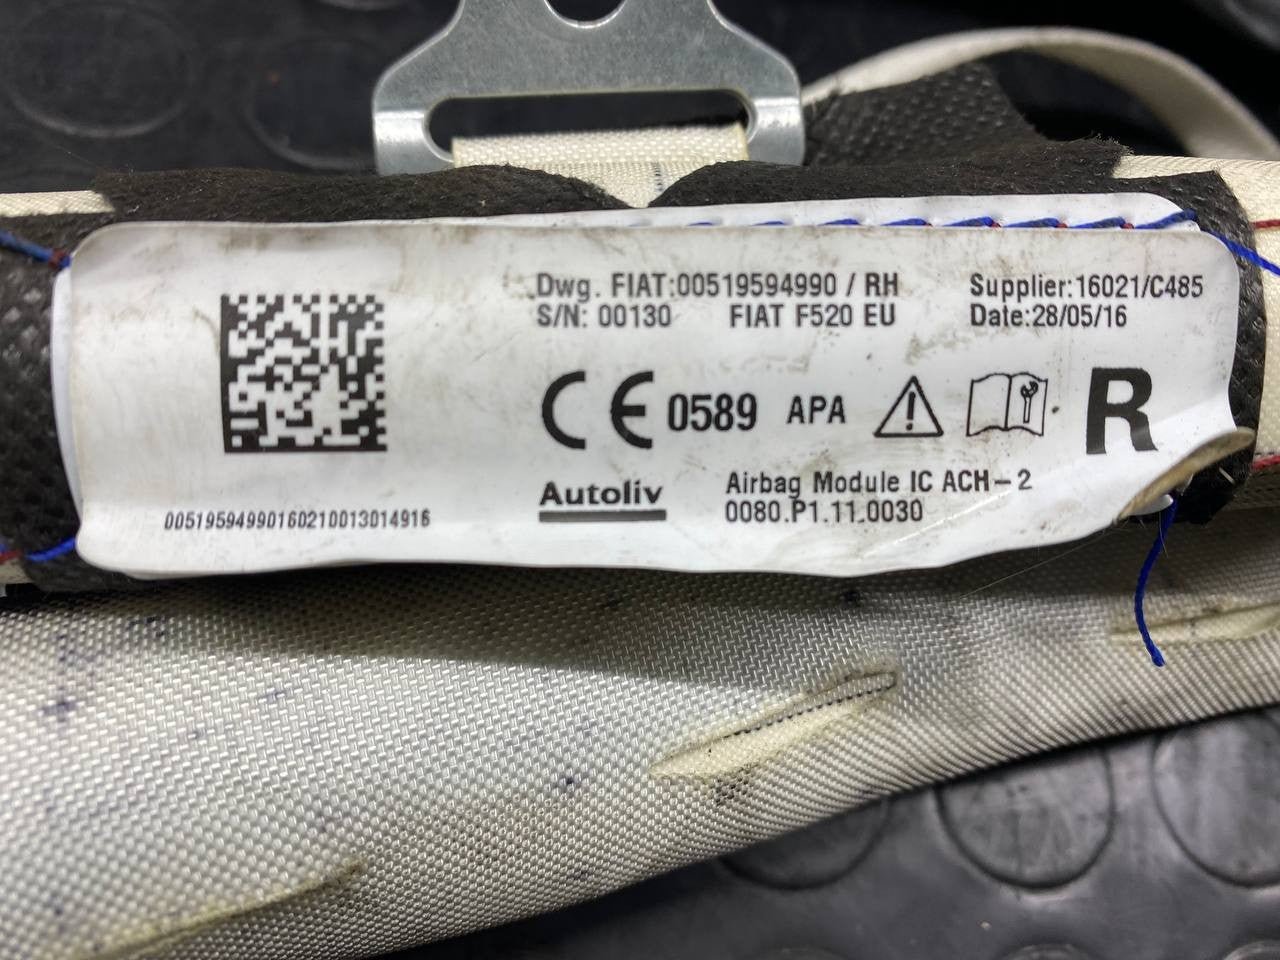 Dwg. FIAT:00519594990 / RH
Supplier:16021/C485
S/N: 00130 FIAT F520 EU
Date:28/05/16
CE 0589 APA
R
Autoliv
Airbag Module IC ACH-2
0080.P1.11.0030
00519594990160210013014916